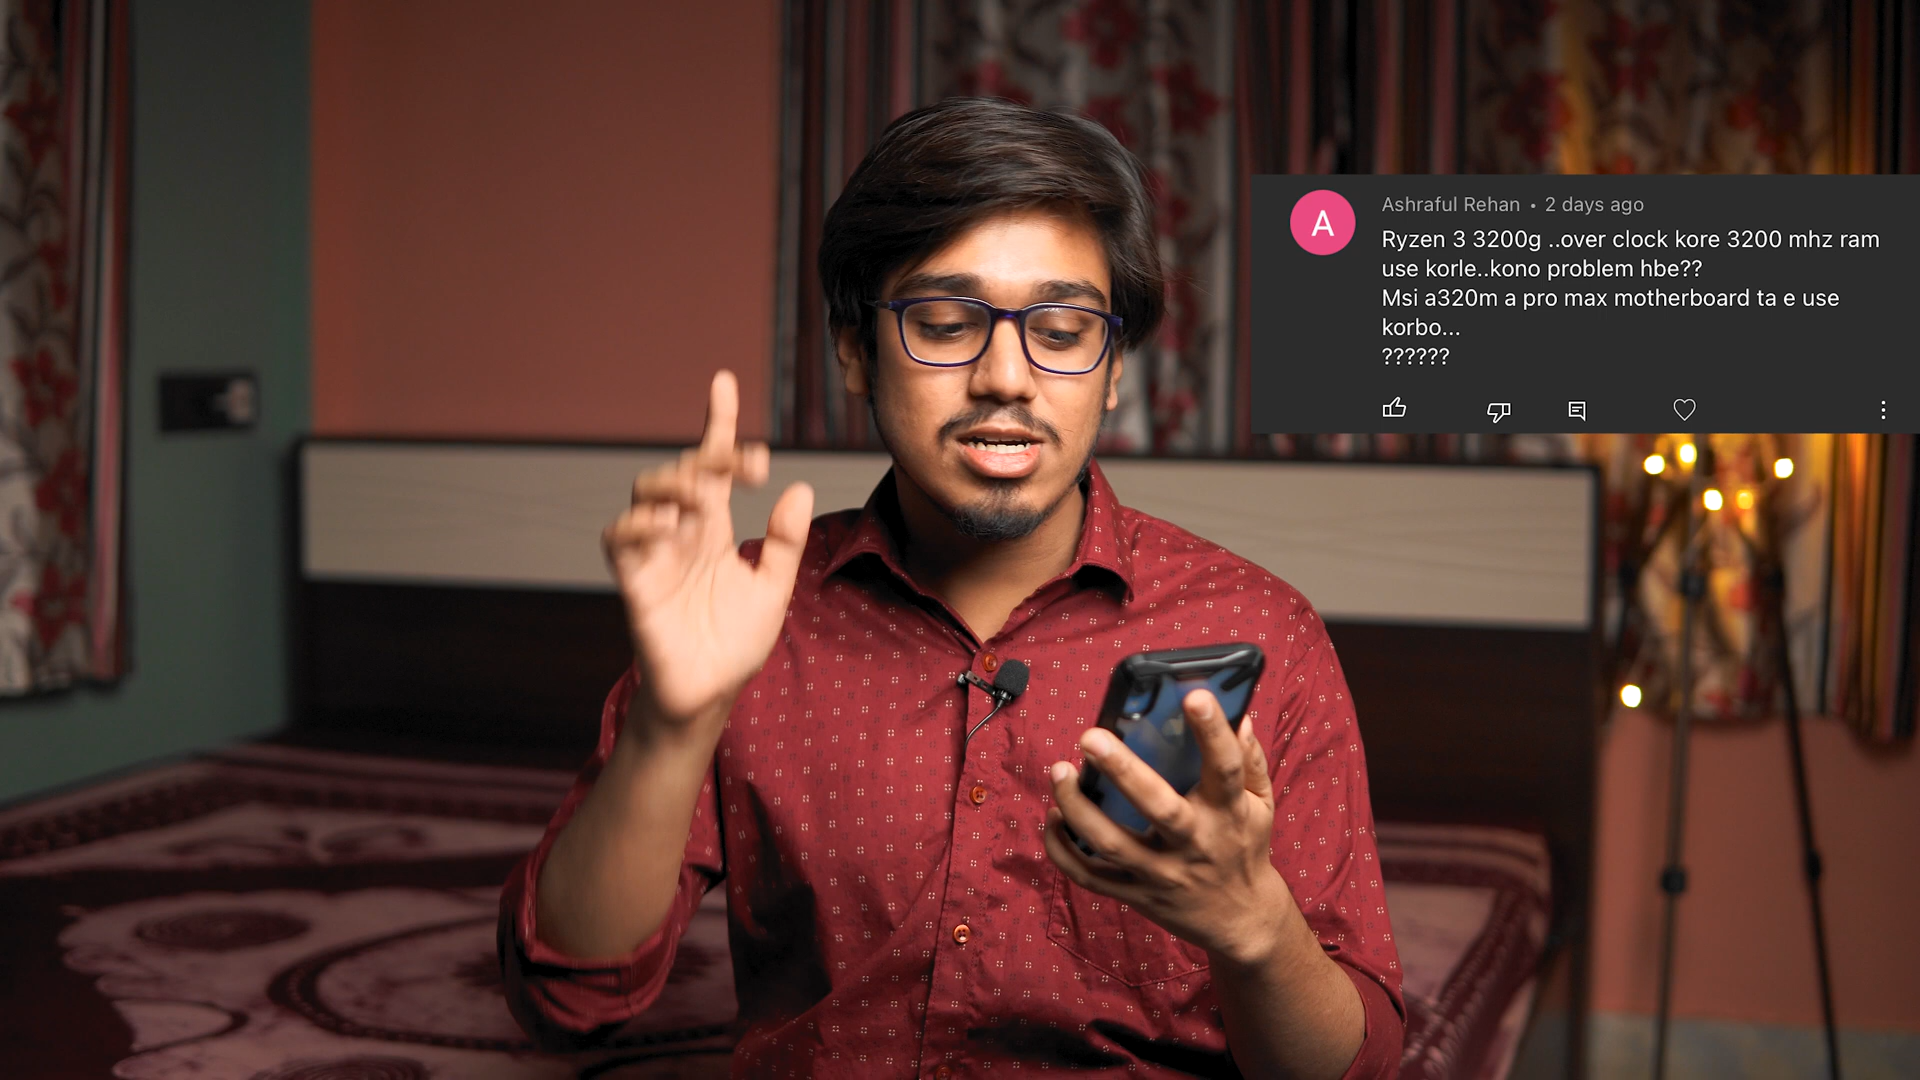 A
Ashraful Rehan • 2 days ago
Ryzen 3 3200g ..over clock kore 3200 mhz ram
use korle..kono problem hbe??
Msi a320m a pro max motherboard ta e use
korbo...
??????